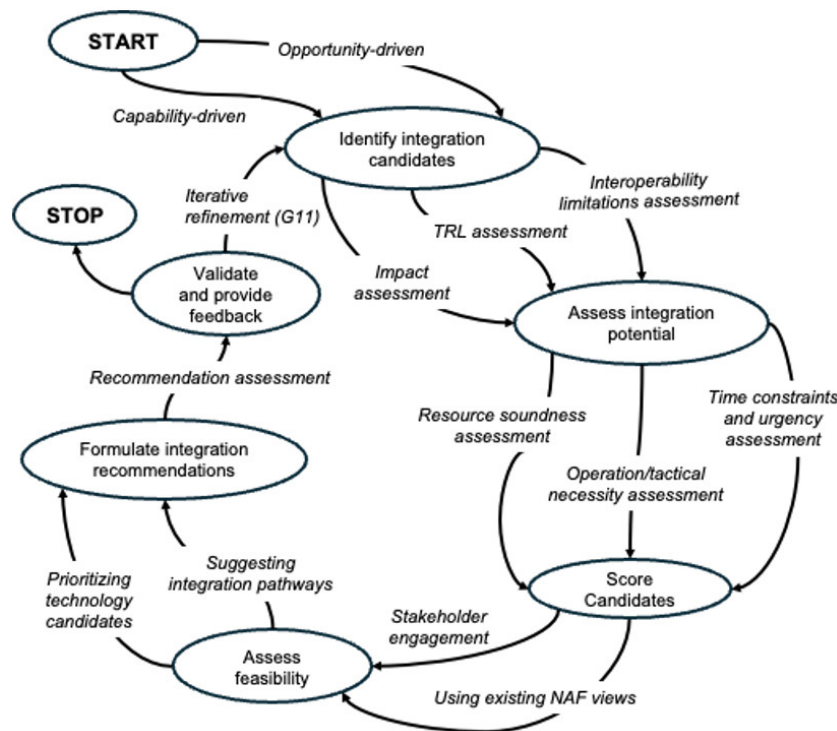 START
Opportunity-driven
Capability-driven
Identify integration
candidates
Iterative
refinement (G11)
Interoperability
limitations assessment
STOP
TRL assessment
Validate
and provide
feedback
Impact
assessment
Assess integration
potential
Recommendation assessment
Resource soundness
assessment
Time constraints
and urgency
assessment
Formulate integration
recommendations
Operation/tactical
necessity assessment
Prioritizing
technology
candidates
Suggesting
integration pathways
Score
Candidates
Stakeholder
engagement
Assess
feasibility
Using existing NAF views